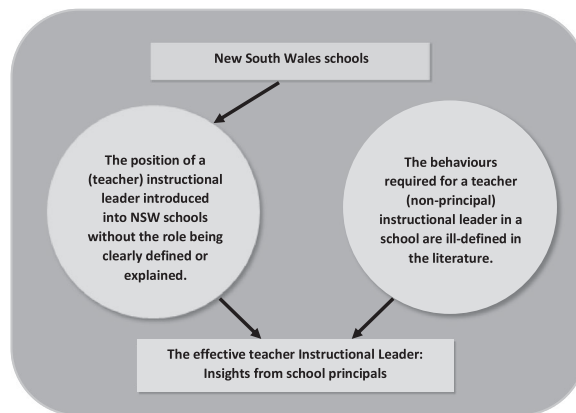 New South Wales schools
The position of a
(teacher) instructional
leader introduced
into NSW schools
without the role being
clearly defined or
explained.
The behaviours
required for a teacher
(non-principal)
instructional leader in a
school are ill-defined in
the literature.
The effective teacher Instructional Leader:
Insights from school principals